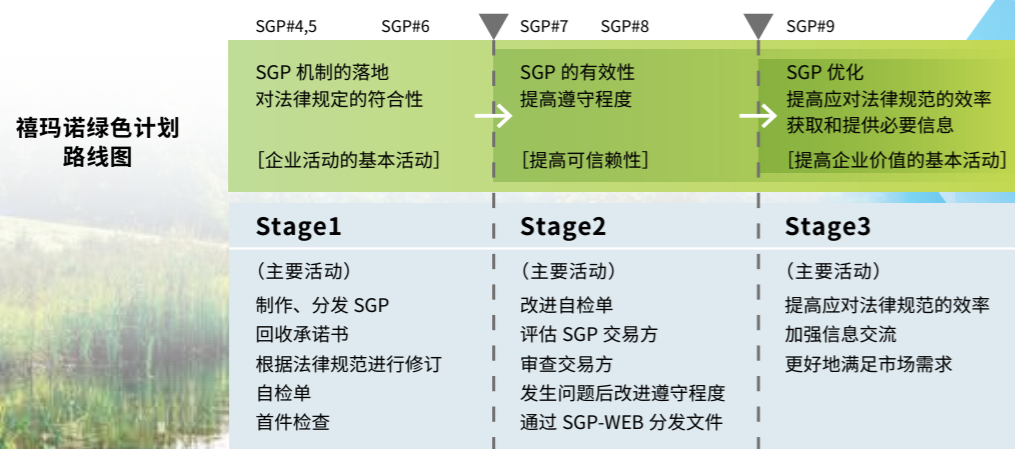 SGP#4,5
SGP#6
SGP#7
SGP#8
SGP#9
禧玛诺绿色计划
路线图
SGP 机制的落地
对法律规定的符合性
［企业活动的基本活动］
SGP 的有效性
提高遵守程度
［提高可信赖性］
SGP 优化
提高应对法律规范的效率
获取和提供必要信息
［提高企业价值的基本活动］
Stage1
（主要活动）
制作、分发 SGP
回收承诺书
根据法律规范进行修订
自检单
首件检查
Stage2
（主要活动）
改进自检单
评估 SGP 交易方
审查交易方
发生问题后改进遵守程度
通过 SGP-WEB 分发文件
Stage3
（主要活动）
提高应对法律规范的效率
加强信息交流
更好地满足市场需求